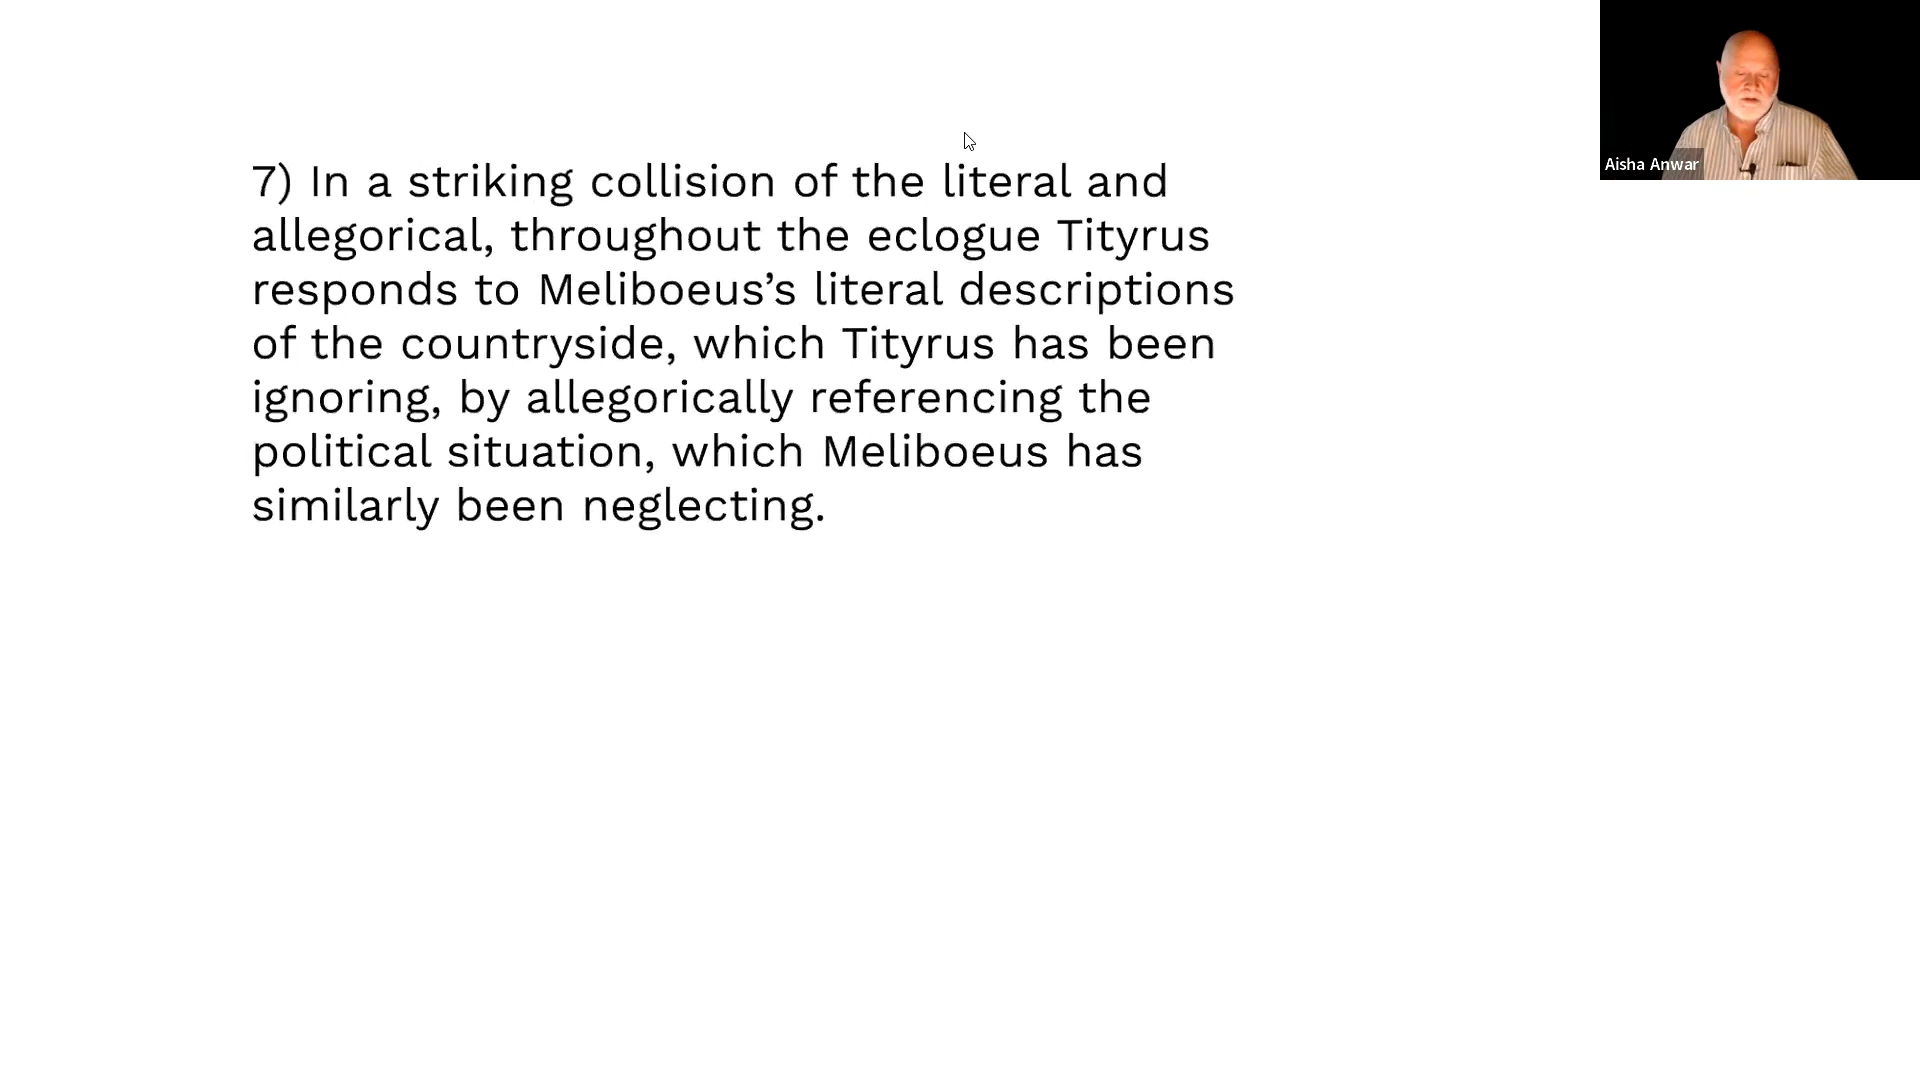 7) In a striking collision of the literal and
allegorical, throughout the eclogue Tityrus
responds to Meliboeus’s literal descriptions
of the countryside, which Tityrus has been
ignoring, by allegorically referencing the
political situation, which Meliboeus has
similarly been neglecting.
Aisha Anwar